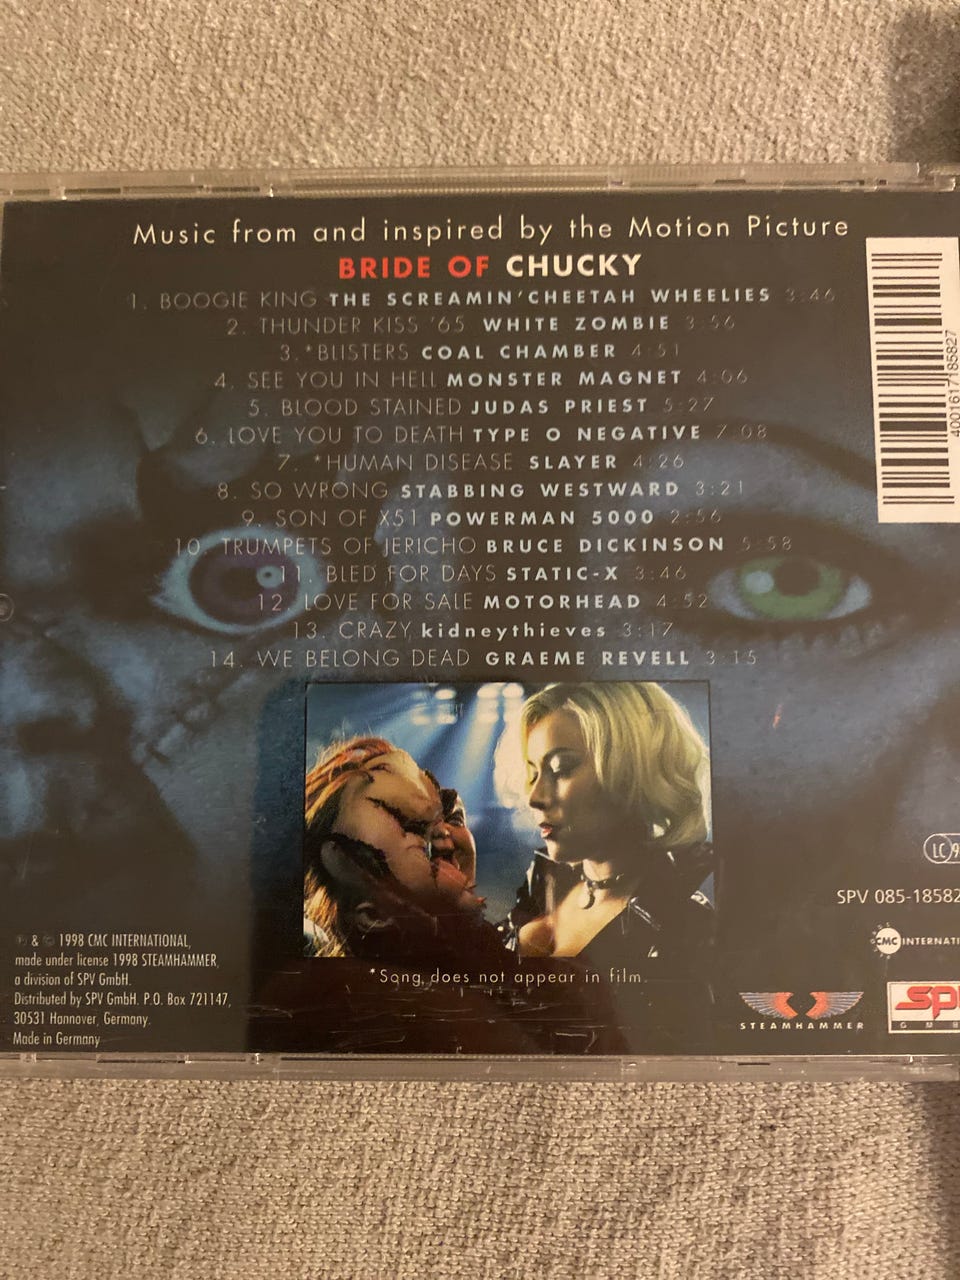 Music from and inspired by the Motion Picture
BRIDE OF CHUCKY
1. BOOGIE KING THE SCREAMIN'CHEETAH WHEELIES 3:46
2. THUNDER KISS '65 WHITE ZOMBIE 3:56
3. *BLISTERS COAL CHAMBER 4:51
4. SEE YOU IN HELL MONSTER MAGNET 4:06
5. BLOOD STAINED JUDAS PRIEST 5:27
6. LOVE YOU TO DEATH TYPE O NEGATIVE 7:08
7. *HUMAN DISEASE SLAYER 4:26
8. SO WRONG STABBING WESTWARD 3:21
9. SON OF X51 POWERMAN 5000 2:56
10. TRUMPETS OF JERICHO BRUCE DICKINSON 5:58
11. BLED FOR DAYS STATIC-X 3:46
12. LOVE FOR SALE MOTORHEAD 4:52
13. CRAZY kidneythieves 3:17
14. WE BELONG DEAD GRAEME REVELL 3:15
4001617185827
LC 9
SPV 085-18582
CMC INTERNATI
*Song does not appear in film.
℗ & © 1998 CMC INTERNATIONAL,
made under license 1998 STEAMHAMMER,
a division of SPV GmbH.
Distributed by SPV GmbH. P.O. Box 721147,
30531 Hannover, Germany.
Made in Germany
STEAMHAMMER
SP
G M B